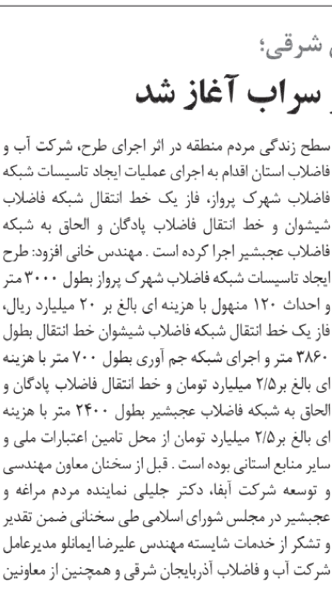 شرقی؛
سراب آغاز شد
سطح زندگی مردم منطقه در اثر اجرای طرح، شرکت آب و
فاضلاب استان اقدام به اجرای عملیات ایجاد تاسیسات شبکه
فاضلاب شهرک پرواز، فاز یک خط انتقال شبکه فاضلاب
شیشوان و خط انتقال فاضلاب پادگان و الحاق به شبکه
فاضلاب عجبشیر اجرا کرده است . مهندس خانی افزود: طرح
ایجاد تاسیسات شبکه فاضلاب شهرک پرواز بطول ۳۰۰۰ متر
و احداث ۱۲۰ منهول با هزینه ای بالغ بر ۲۰ میلیارد ریال،
فاز یک خط انتقال شبکه فاضلاب شیشوان خط انتقال بطول
۳۸۶۰ متر و اجرای شبکه جم آوری بطول ۷۰۰ متر با هزینه
ای بالغ بر۲/۵ میلیارد تومان و خط انتقال فاضلاب پادگان و
الحاق به شبکه فاضلاب عجبشیر بطول ۲۴۰۰ متر با هزینه
ای بالغ بر۲/۵ میلیارد تومان از محل تامین اعتبارات ملی و
سایر منابع استانی بوده است . قبل از سخنان معاون مهندسی
و توسعه شرکت آبفا، دکتر جلیلی نماینده مردم مراغه و
عجبشیر در مجلس شورای اسلامی طی سخنانی ضمن تقدیر
و تشکر از خدمات شایسته مهندس علیرضا ایمانلو مدیرعامل
شرکت آب و فاضلاب آذربایجان شرقی و همچنین از معاونین